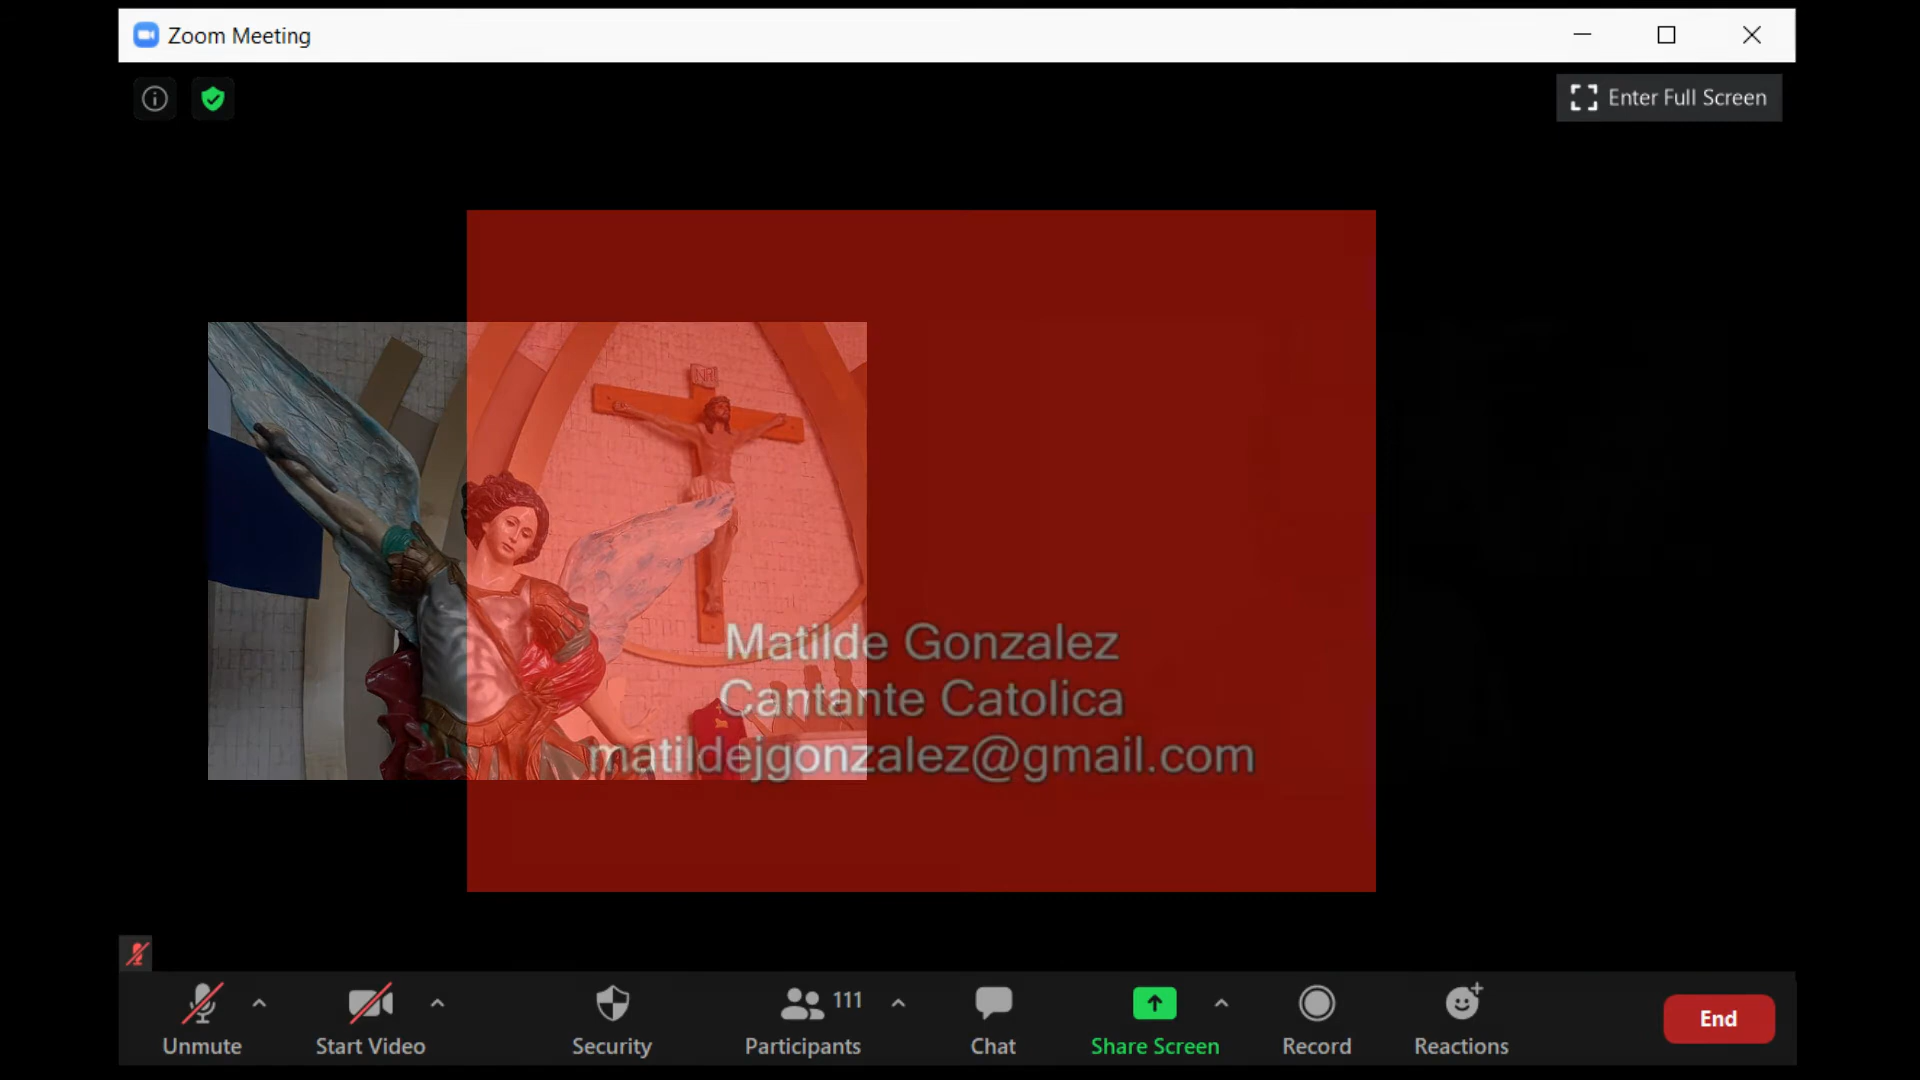 Zoom Meeting
Enter Full Screen
INRI
Matilde Gonzalez
Cantante Catolica
matildejgonzalez@gmail.com
111
Unmute
Start Video
Security
Participants
Chat
Share Screen
Record
Reactions
End